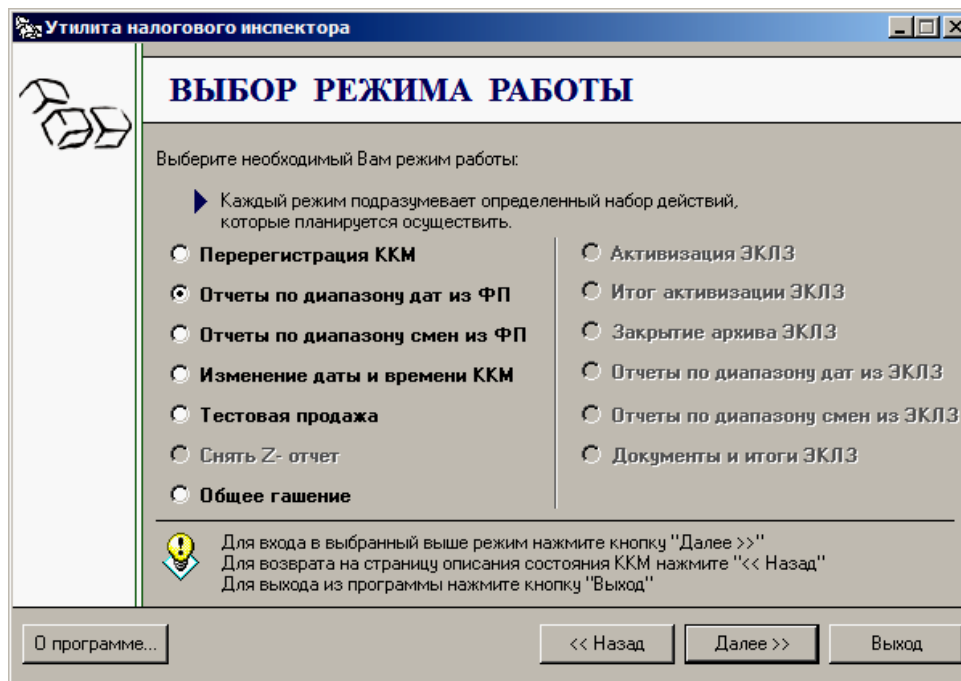 Утилита налогового инспектора
ВЫБОР РЕЖИМА РАБОТЫ
Выберите необходимый Вам режим работы:
Каждый режим подразумевает определенный набор действий,
которые планируется осуществить.
Перерегистрация ККМ
Отчеты по диапазону дат из ФП
Отчеты по диапазону смен из ФП
Изменение даты и времени ККМ
Тестовая продажа
Снять Z- отчет
Общее гашение
Активизация ЭКЛЗ
Итог активизации ЭКЛЗ
Закрытие архива ЭКЛЗ
Отчеты по диапазону дат из ЭКЛЗ
Отчеты по диапазону смен из ЭКЛЗ
Документы и итоги ЭКЛЗ
Для входа в выбранный выше режим нажмите кнопку "Далее >>"
Для возврата на страницу описания состояния ККМ нажмите "<< Назад"
Для выхода из программы нажмите кнопку "Выход"
О программе...
<< Назад
Далее >>
Выход